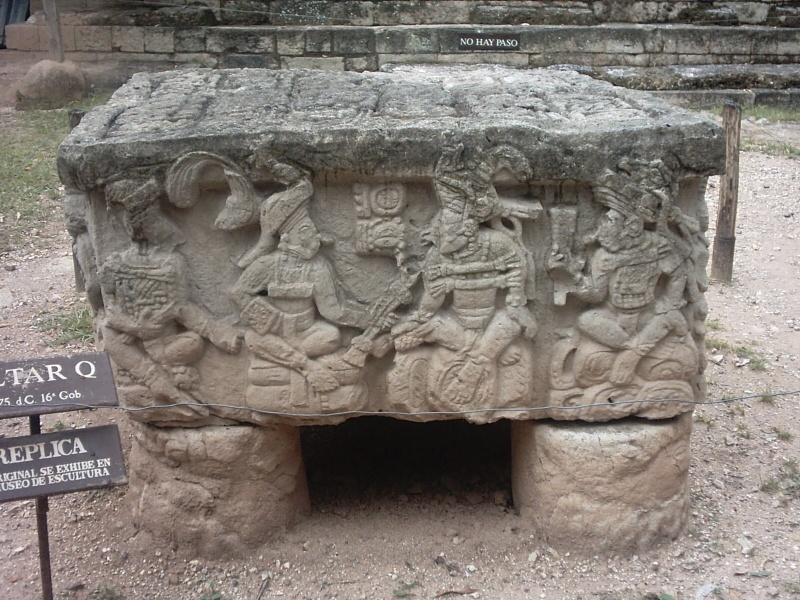 NO HAY PASO
LTAR Q
75 d.C. 16° Gob
REPLICA
RIGINAL SE EXHIBE EN
USEO DE ESCULTURA